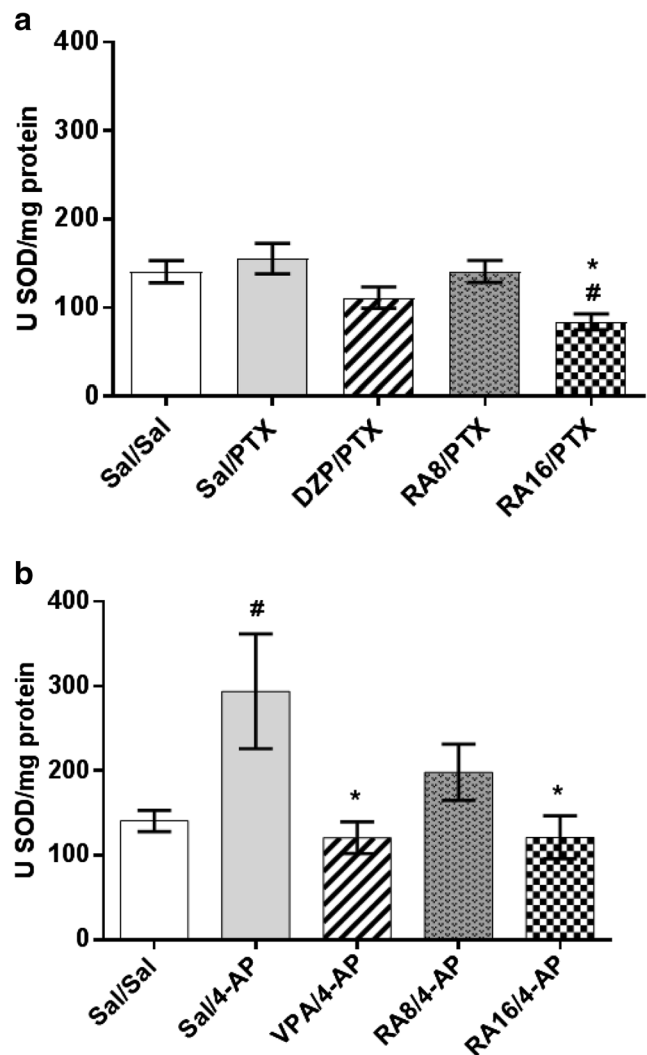 a
400
300
200
100
0
U SOD/mg protein
*
#
Sal/Sal
Sal/PTX
DZP/PTX
RA8/PTX
RA16/PTX
b
400
300
200
100
0
U SOD/mg protein
#
*
*
Sal/Sal
Sal/4-AP
VPA/4-AP
RA8/4-AP
RA16/4-AP